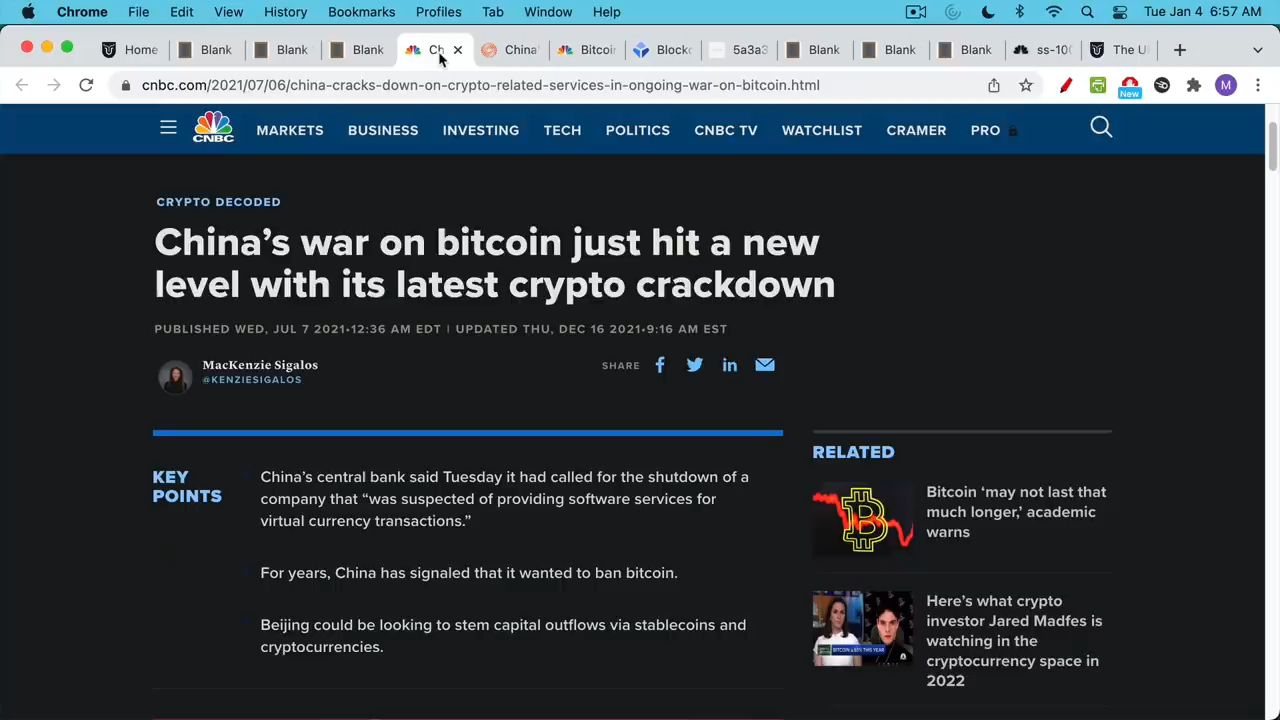 Chrome File Edit View History Bookmarks Profiles Tab Window Help Tue Jan 4 6:57 AM
Home Blank Blank Blank Ch China Bitcoin Blocko 5a3a3 Blank Blank Blank ss-100 The U
cnbc.com/2021/07/06/china-cracks-down-on-crypto-related-services-in-ongoing-war-on-bitcoin.html
New
M
CNBC
MARKETS BUSINESS INVESTING TECH POLITICS CNBC TV WATCHLIST CRAMER PRO
CRYPTO DECODED
China’s war on bitcoin just hit a new
level with its latest crypto crackdown
PUBLISHED WED, JUL 7 2021•12:36 AM EDT | UPDATED THU, DEC 16 2021•9:16 AM EST
MacKenzie Sigalos
@KENZIESIGALOS
SHARE
KEY
POINTS
China’s central bank said Tuesday it had called for the shutdown of a
company that “was suspected of providing software services for
virtual currency transactions.”
For years, China has signaled that it wanted to ban bitcoin.
Beijing could be looking to stem capital outflows via stablecoins and
cryptocurrencies.
RELATED
Bitcoin ‘may not last that
much longer,’ academic
warns
Here’s what crypto
investor Jared Madfes is
watching in the
cryptocurrency space in
2022